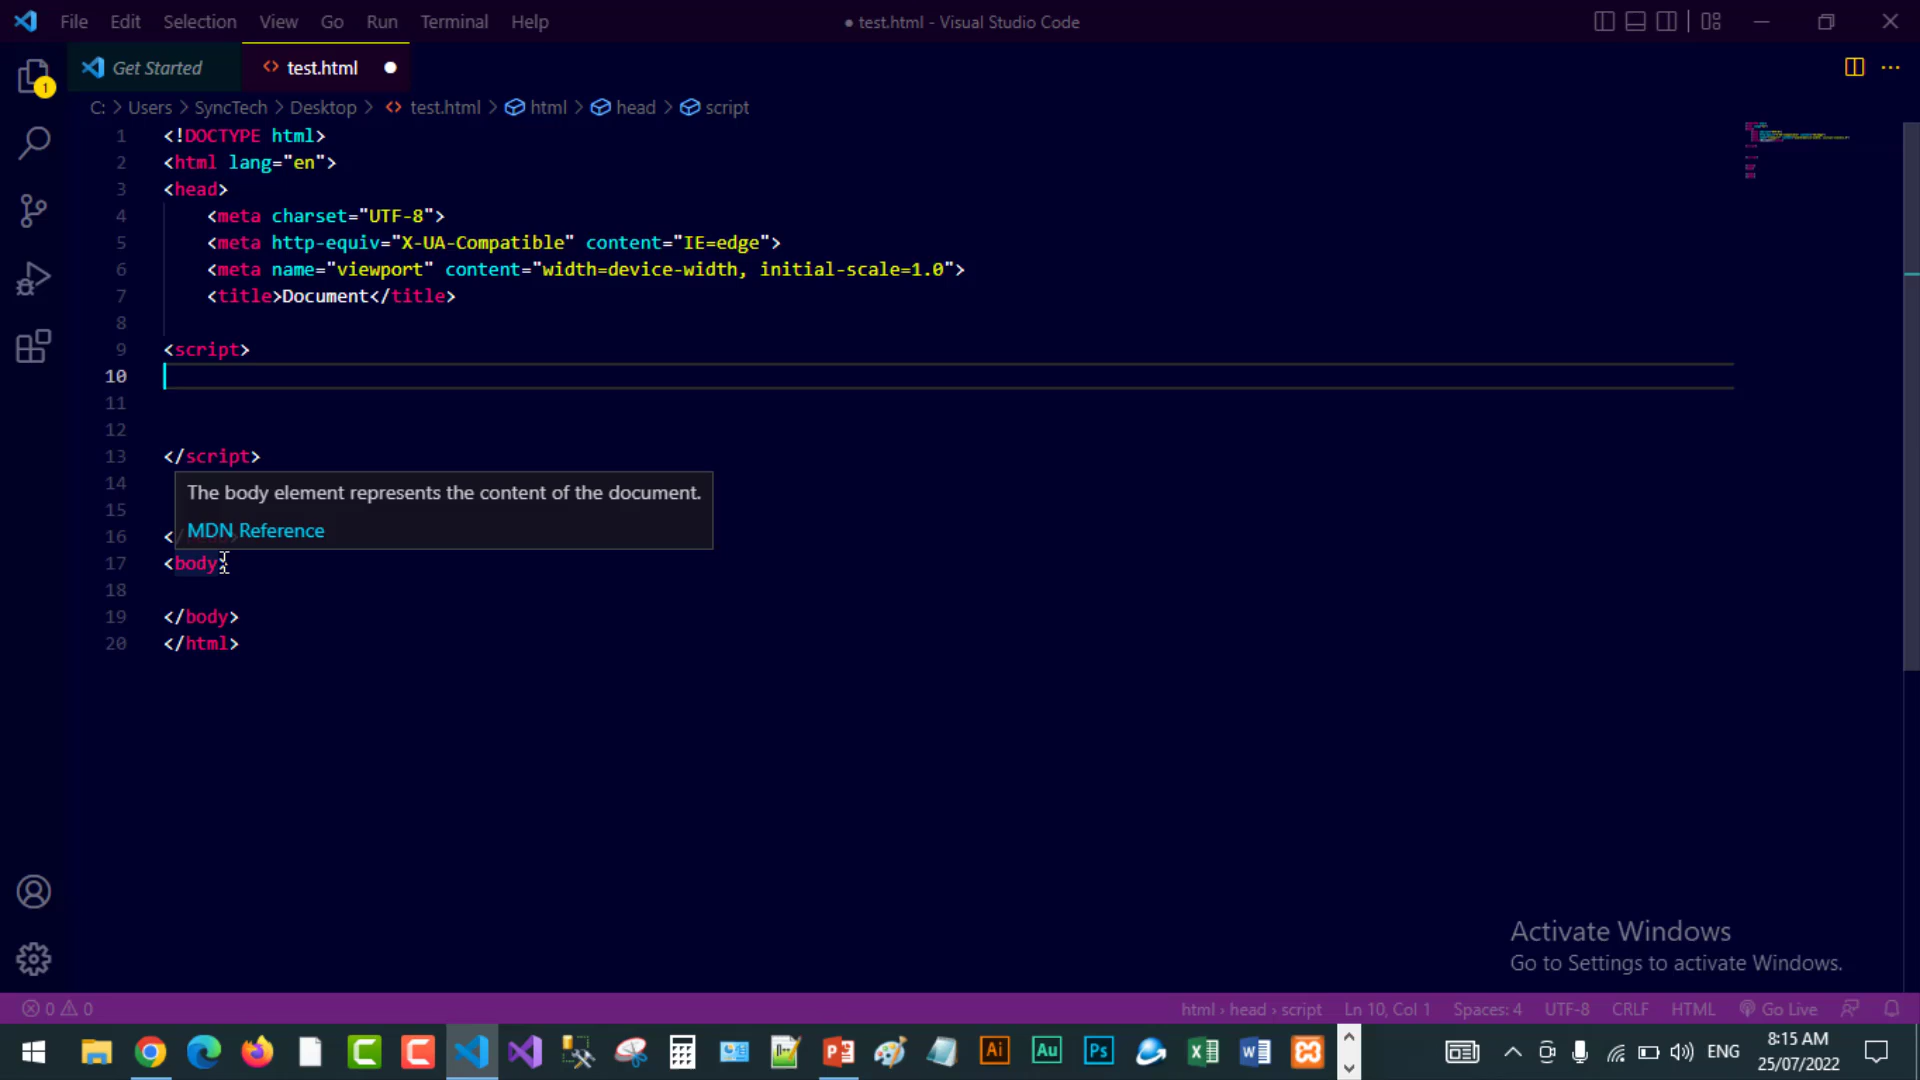 File Edit Selection View Go Run Terminal Help ● test.html - Visual Studio Code
Get Started <> test.html ●
1
C: > Users > SyncTech > Desktop > <> test.html > html > head > script
1 <!DOCTYPE html>
2 <html lang="en">
3 <head>
4 <meta charset="UTF-8">
5 <meta http-equiv="X-UA-Compatible" content="IE=edge">
6 <meta name="viewport" content="width=device-width, initial-scale=1.0">
7 <title>Document</title>
8
9 <script>
10
11
12
13 </script>
14
The body element represents the content of the document.
15
MDN Reference
16 <
17 <body>
18
19 </body>
20 </html>
Activate Windows
Go to Settings to activate Windows.
0 0 html › head › script Ln 10, Col 1 Spaces: 4 UTF-8 CRLF HTML Go Live
Ai Au Ps ENG
8:15 AM
25/07/2022